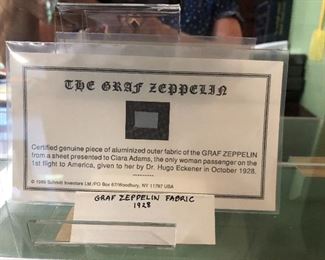 THE GRAF ZEPPELIN
Certified genuine piece of aluminized outer fabric of the GRAF ZEPPELIN
from a sheet presented to Clara Adams, the only woman passenger on the
1st flight to America, given to her by Dr. Hugo Eckener in October 1928.
© 1989 Schmitt Investors Ltd./PO Box 67/Woodbury, NY 11797 USA
GRAF ZEPPELIN FABRIC
1928